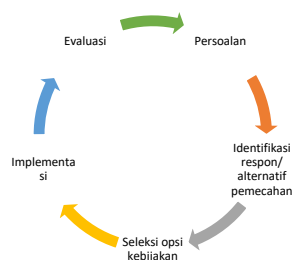 Evaluasi
Persoalan
Identifikasi
respon/
alternatif
pemecahan
Implementa
si
Seleksi opsi
kebijakan